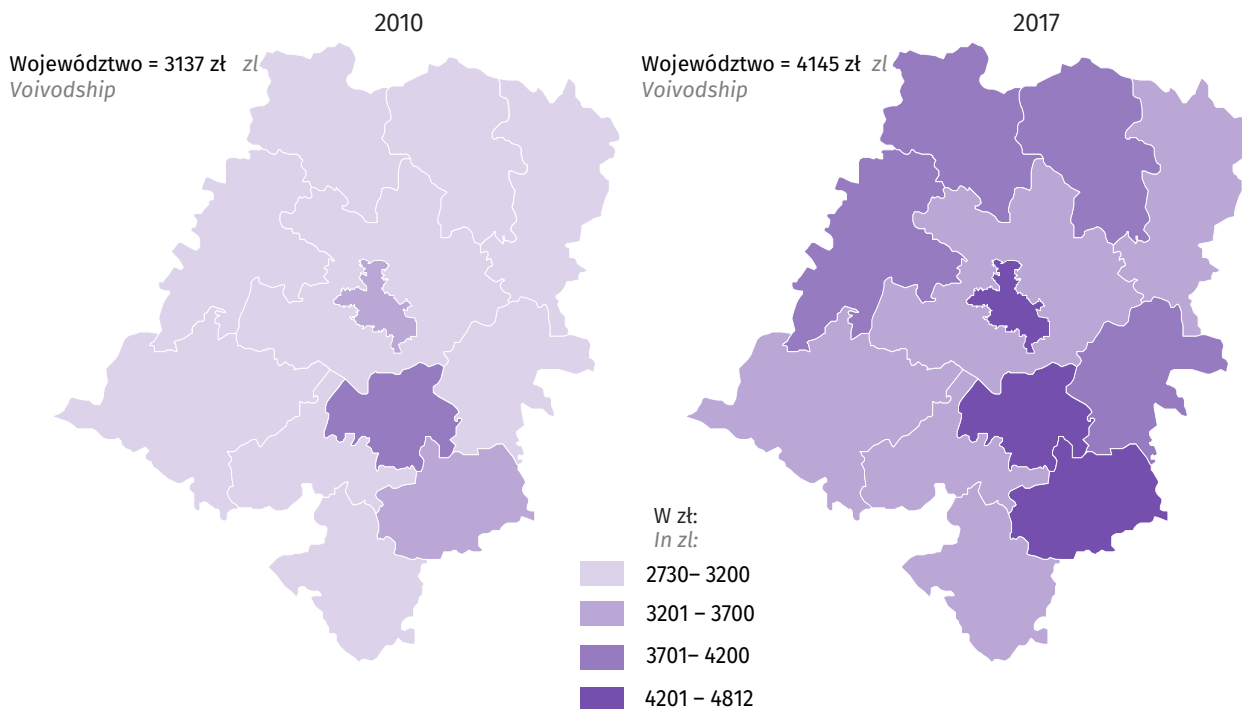 2010
Województwo = 3137 zł zl
Voivodship
2017
Województwo = 4145 zł zl
Voivodship
W zł:
In zl:
2730– 3200
3201 – 3700
3701– 4200
4201 – 4812